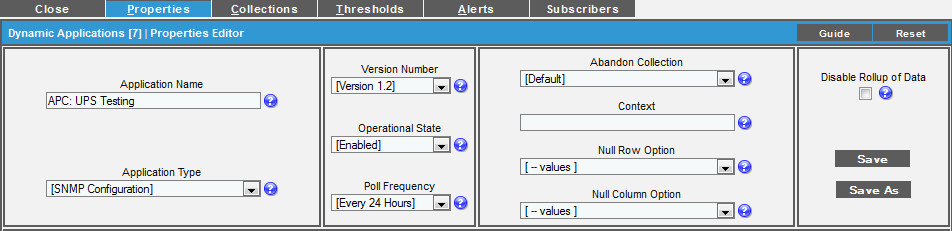 Close Properties Collections Thresholds Alerts Subscribers
Dynamic Applications [7] | Properties Editor Guide Reset
Application Name
APC: UPS Testing
Application Type
[SNMP Configuration]
Version Number
[Version 1.2]
Operational State
[Enabled]
Poll Frequency
[Every 24 Hours]
Abandon Collection
[Default]
Context
Null Row Option
[ -- values ]
Null Column Option
[ -- values ]
Disable Rollup of Data
Save
Save As